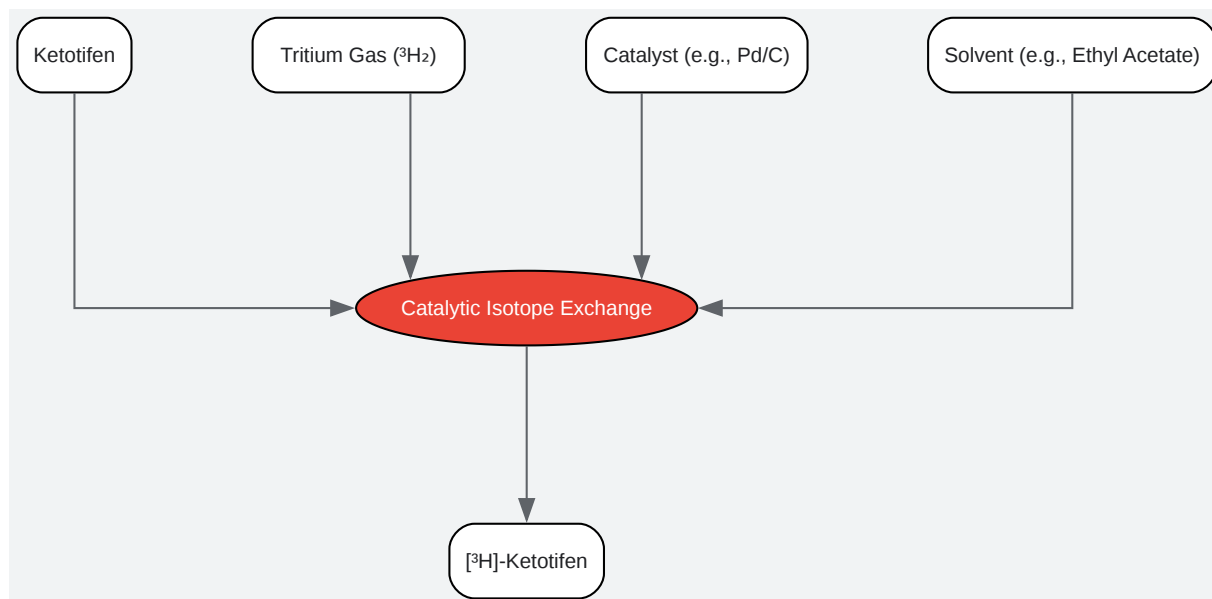 Ketotifen
Tritium Gas (³H₂)
Catalyst (e.g., Pd/C)
Solvent (e.g., Ethyl Acetate)
Catalytic Isotope Exchange
[³H]-Ketotifen